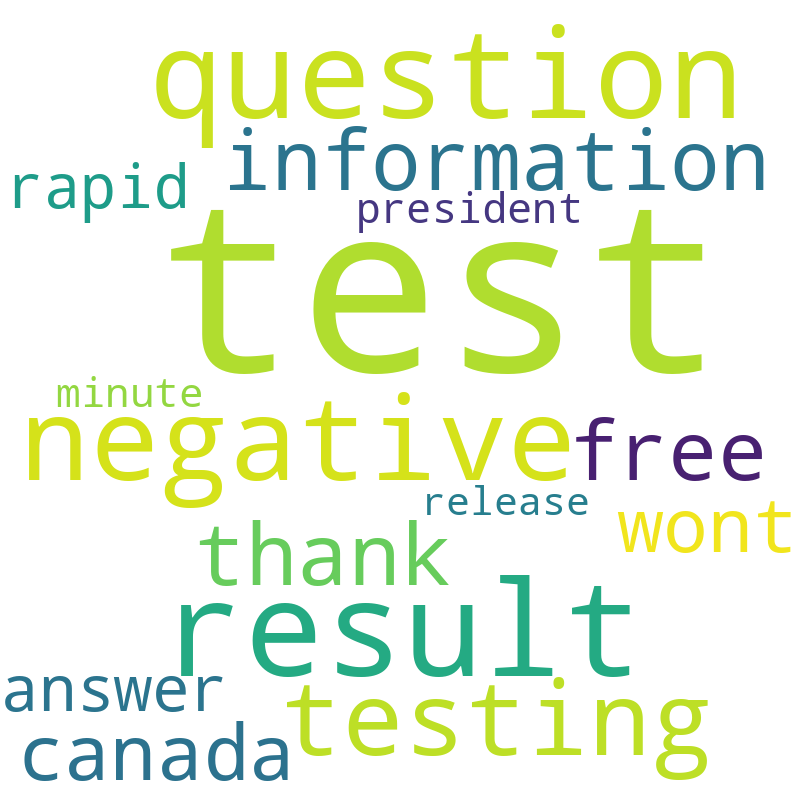 question
information
rapid
president
test
minute
negative
free
release
wont
thank
result
answer
testing
canada